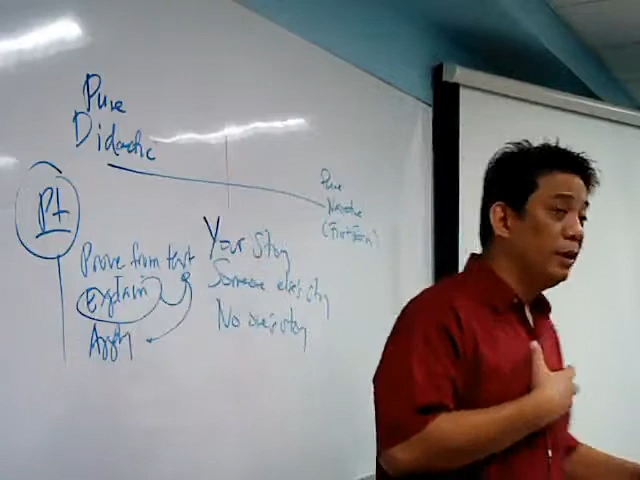 Pure
Didactic
Pure
Narrative
(First Person)
Pt
Prove from text
Explain
Apply
Your Story
Someone else's story
No one's story